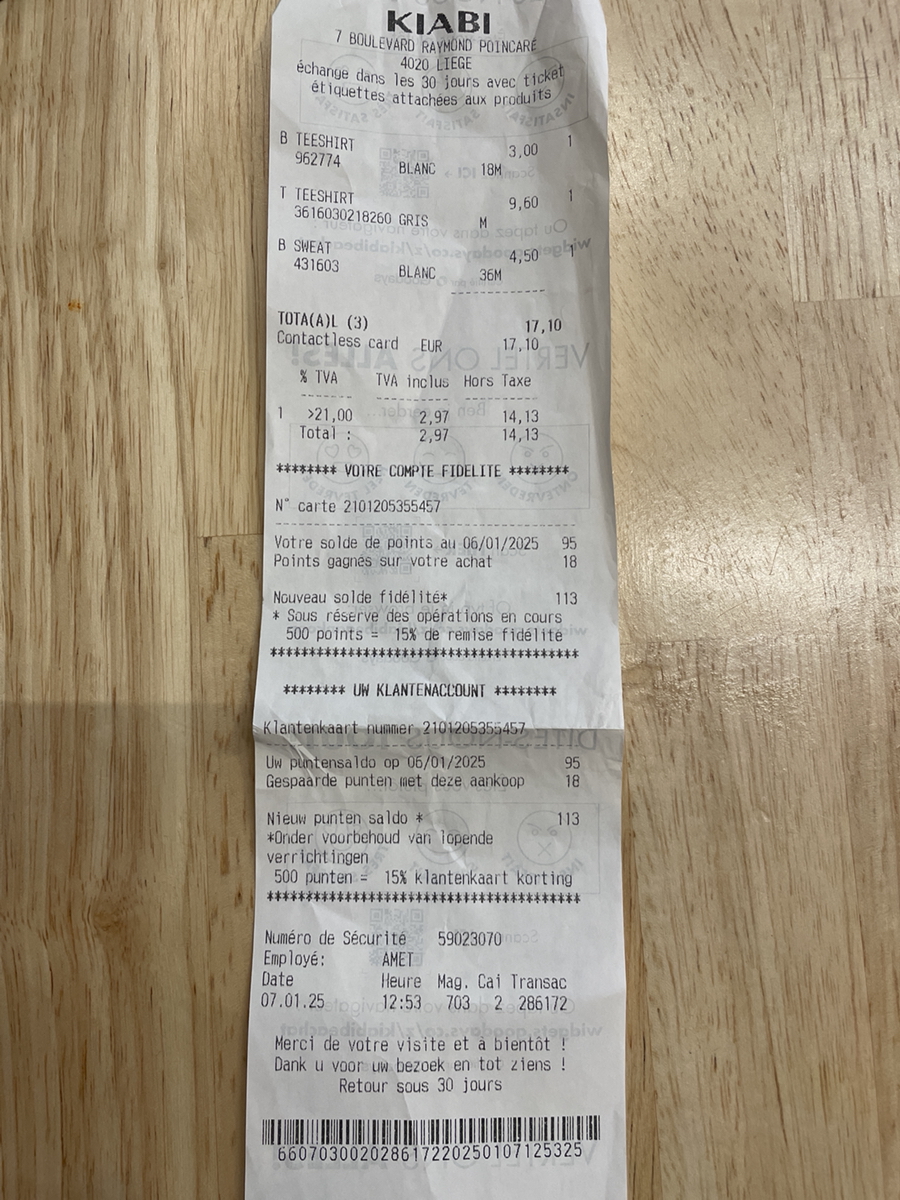 KIABI
7 BOULEVARD RAYMOND POINCARÉ
4020 LIEGE
échange dans les 30 jours avec ticket
étiquettes attachées aux produits
B TEESHIRT 3,00 1
962774 BLANC 18M
T TEESHIRT 9,60 1
3616030218260 GRIS M
B SWEAT 4,50 1
431603 BLANC 36M
TOTA(A)L (3) 17,10
Contactless card EUR 17,10
% TVA TVA inclus Hors Taxe
1 >21,00 2,97 14,13
Total : 2,97 14,13
******** VOTRE COMPTE FIDELITE ********
N° carte 2101205355457
Votre solde de points au 06/01/2025 95
Points gagnés sur votre achat 18
Nouveau solde fidélité* 113
* Sous réserve des opérations en cours
500 points = 15% de remise fidélité
****************************************
******** UW KLANTENACCOUNT ********
Klantenkaart nummer 2101205355457
Uw puntensaldo op 06/01/2025 95
Gespaarde punten met deze aankoop 18
Nieuw punten saldo * 113
*Onder voorbehoud van lopende
verrichtingen
500 punten = 15% klantenkaart korting
****************************************
Numéro de Sécurité 59023070
Employé: AMET
Date Heure Mag. Cai Transac
07.01.25 12:53 703 2 286172
Merci de votre visite et à bientôt !
Dank u voor uw bezoek en tot ziens !
Retour sous 30 jours
660703002028617220250107125325